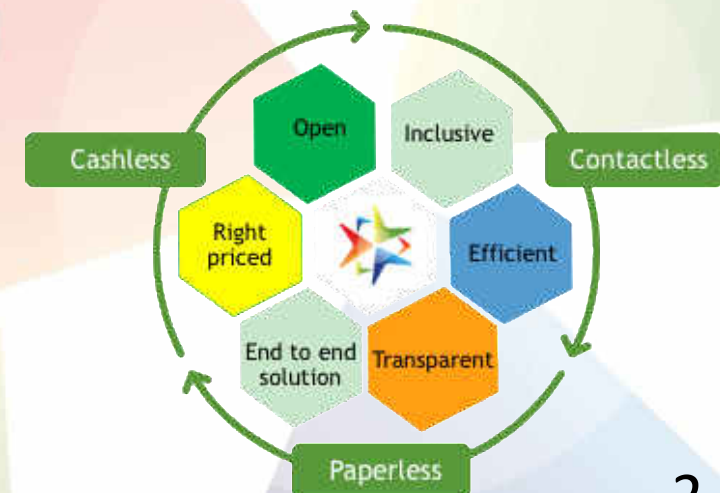 Open
Inclusive
Cashless
Contactless
Right
priced
Efficient
End to end
solution
Transparent
Paperless
2